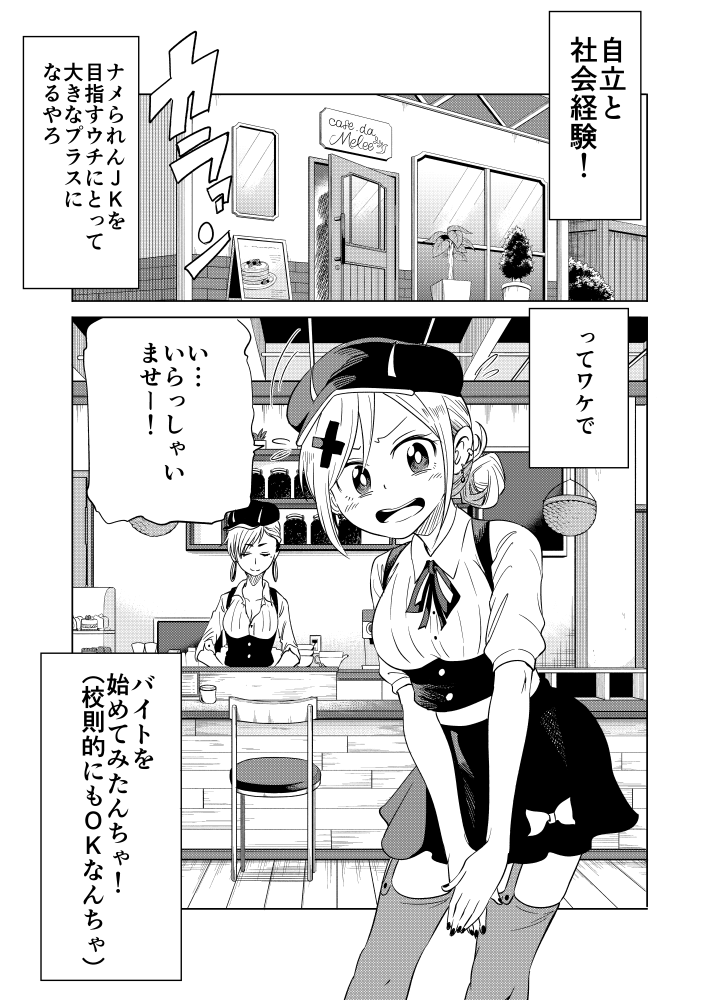 自立と
社会経験！
cafe.da
Melee
カララン
ナメられんJKを
目指すウチにとって
大きなプラスに
なるやろ
ってワケで
い…
いらっしゃい
ませー！
バイトを
始めてみたんちゃ！
（校則的にもOKなんちゃ）